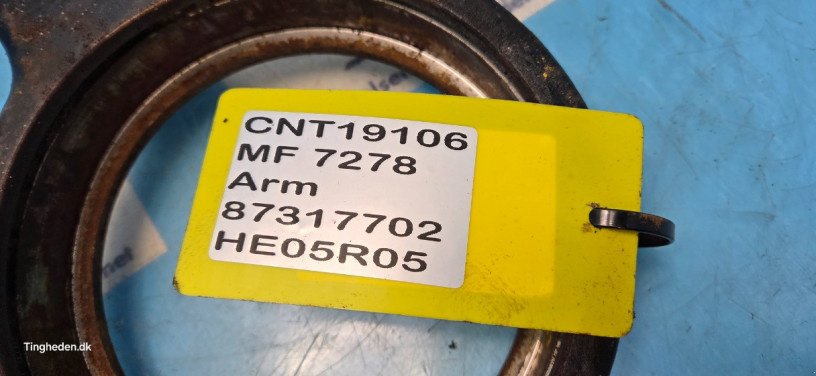 CNT19106
MF 7278
Arm
87317702
HE05R05
Tingheden.dk